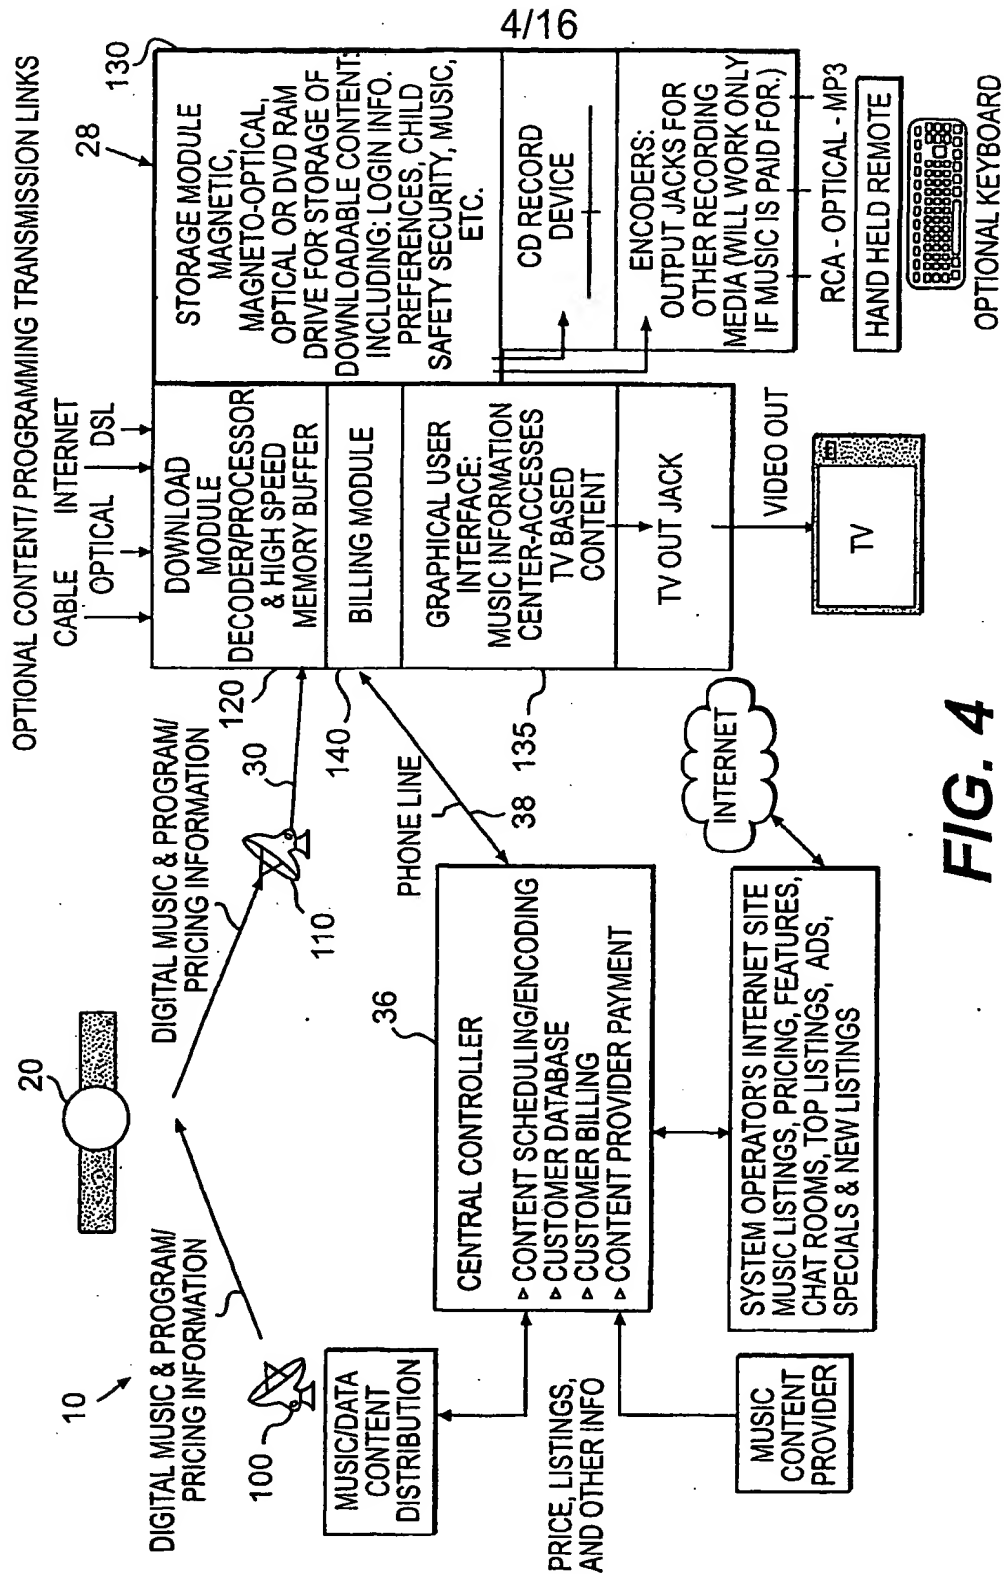 4/16
OPTIONAL CONTENT/ PROGRAMMING TRANSMISSION LINKS
CABLE INTERNET
OPTICAL DSL
28
130
10
DIGITAL MUSIC & PROGRAM/
PRICING INFORMATION
20
DIGITAL MUSIC & PROGRAM/
PRICING INFORMATION
30
110
100
MUSIC/DATA
CONTENT
DISTRIBUTION
PRICE, LISTINGS,
AND OTHER INFO
MUSIC
CONTENT
PROVIDER
36
CENTRAL CONTROLLER
▹ CONTENT SCHEDULING/ENCODING
▹ CUSTOMER DATABASE
▹ CUSTOMER BILLING
▹ CONTENT PROVIDER PAYMENT
PHONE LINE
38
SYSTEM OPERATOR'S INTERNET SITE
MUSIC LISTINGS, PRICING, FEATURES,
CHAT ROOMS, TOP LISTINGS, ADS,
SPECIALS & NEW LISTINGS
INTERNET
120
DOWNLOAD
MODULE
DECODER/PROCESSOR
& HIGH SPEED
MEMORY BUFFER
140
BILLING MODULE
135
GRAPHICAL USER
INTERFACE:
MUSIC INFORMATION
CENTER-ACCESSES
TV BASED
CONTENT
TV OUT JACK
VIDEO OUT
TV
STORAGE MODULE
MAGNETIC,
MAGNETO-OPTICAL,
OPTICAL OR DVD RAM
DRIVE FOR STORAGE OF
DOWNLOADABLE CONTENT:
INCLUDING: LOGIN INFO.
PREFERENCES, CHILD
SAFETY SECURITY, MUSIC,
ETC.
CD RECORD
DEVICE
ENCODERS:
OUTPUT JACKS FOR
OTHER RECORDING
MEDIA (WILL WORK ONLY
IF MUSIC IS PAID FOR.)
RCA - OPTICAL - MP3
HAND HELD REMOTE
OPTIONAL KEYBOARD
FIG. 4